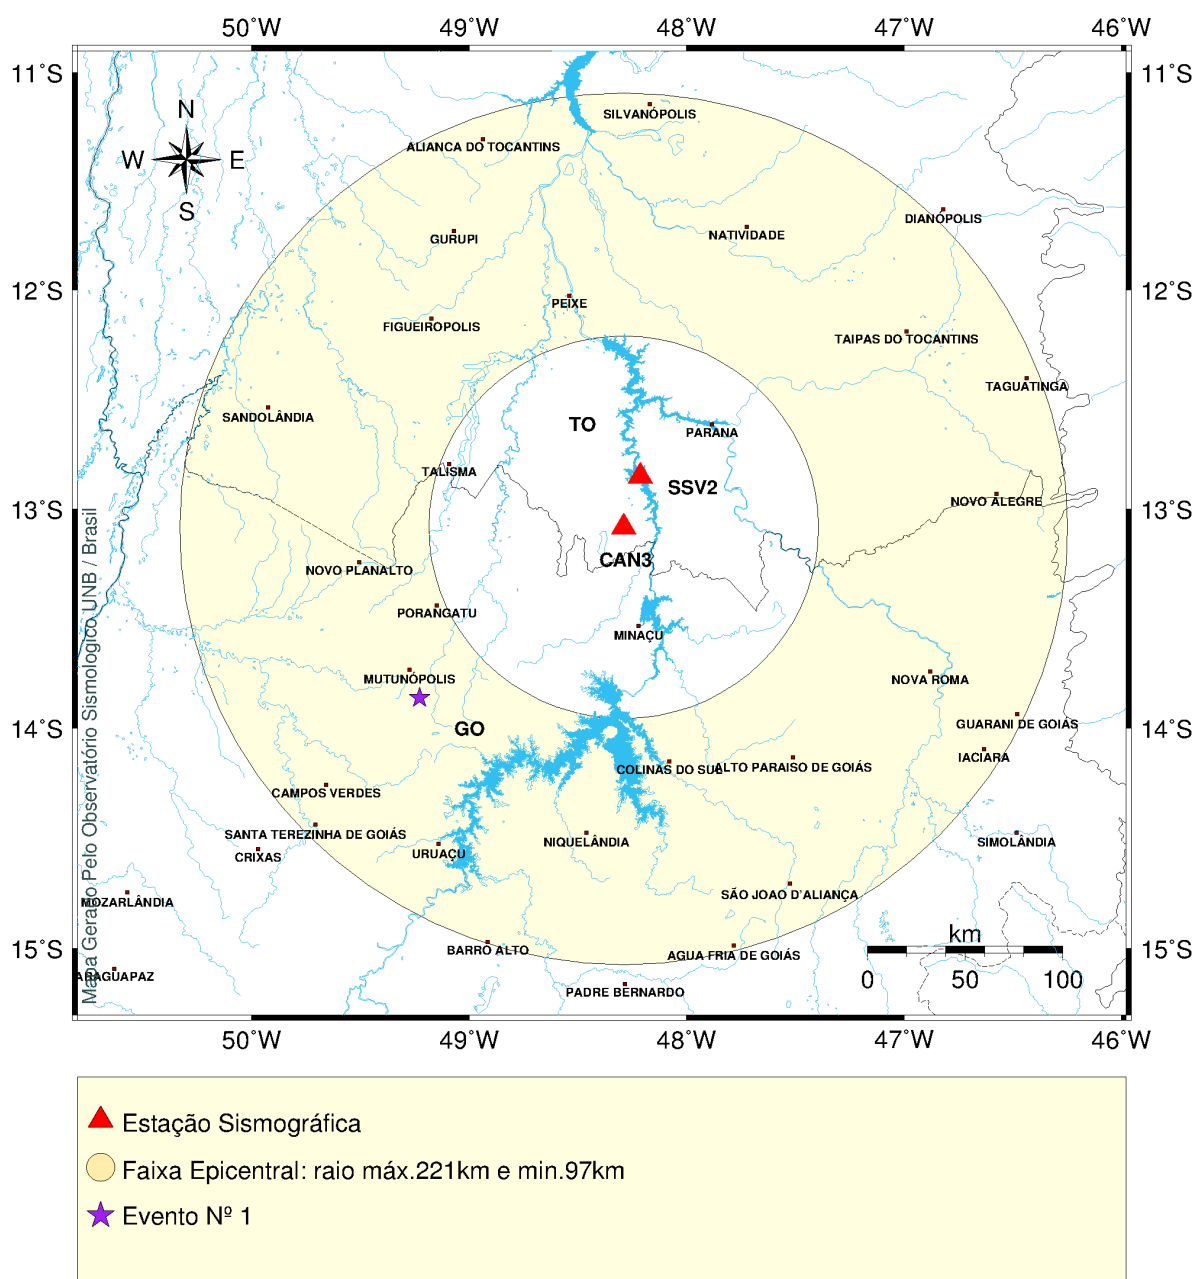 50°W 49°W 48°W 47°W 46°W
11°S 11°S
N
W E
S
SILVANÓPOLIS
ALIANCA DO TOCANTINS
DIANÓPOLIS
GURUPI
NATIVIDADE
12°S 12°S
PEIXE
FIGUEIROPOLIS
TAIPAS DO TOCANTINS
TAGUATINGA
SANDOLÂNDIA
TO
PARANA
TALISMA
SSV2
NOVO ALEGRE
13°S 13°S
CAN3
NOVO PLANALTO
PORANGATU
MINAÇU
MUTUNÓPOLIS
NOVA ROMA
14°S 14°S
GO
GUARANI DE GOIÁS
IACIARA
COLINAS DO SUL
ALTO PARAISO DE GOIÁS
CAMPOS VERDES
SANTA TEREZINHA DE GOIÁS
NIQUELÂNDIA
SIMOLÂNDIA
CRIXAS
URUAÇU
SÃO JOAO D'ALIANÇA
MOZARLÂNDIA
15°S 15°S
BARRO ALTO
AGUA FRIA DE GOIÁS
km
0 50 100
ARAGUAPAZ
PADRE BERNARDO
Mapa Gerado Pelo Observatório Sismologico UNB / Brasil
50°W 49°W 48°W 47°W 46°W
Estação Sismográfica
Faixa Epicentral: raio máx.221km e min.97km
Evento Nº 1